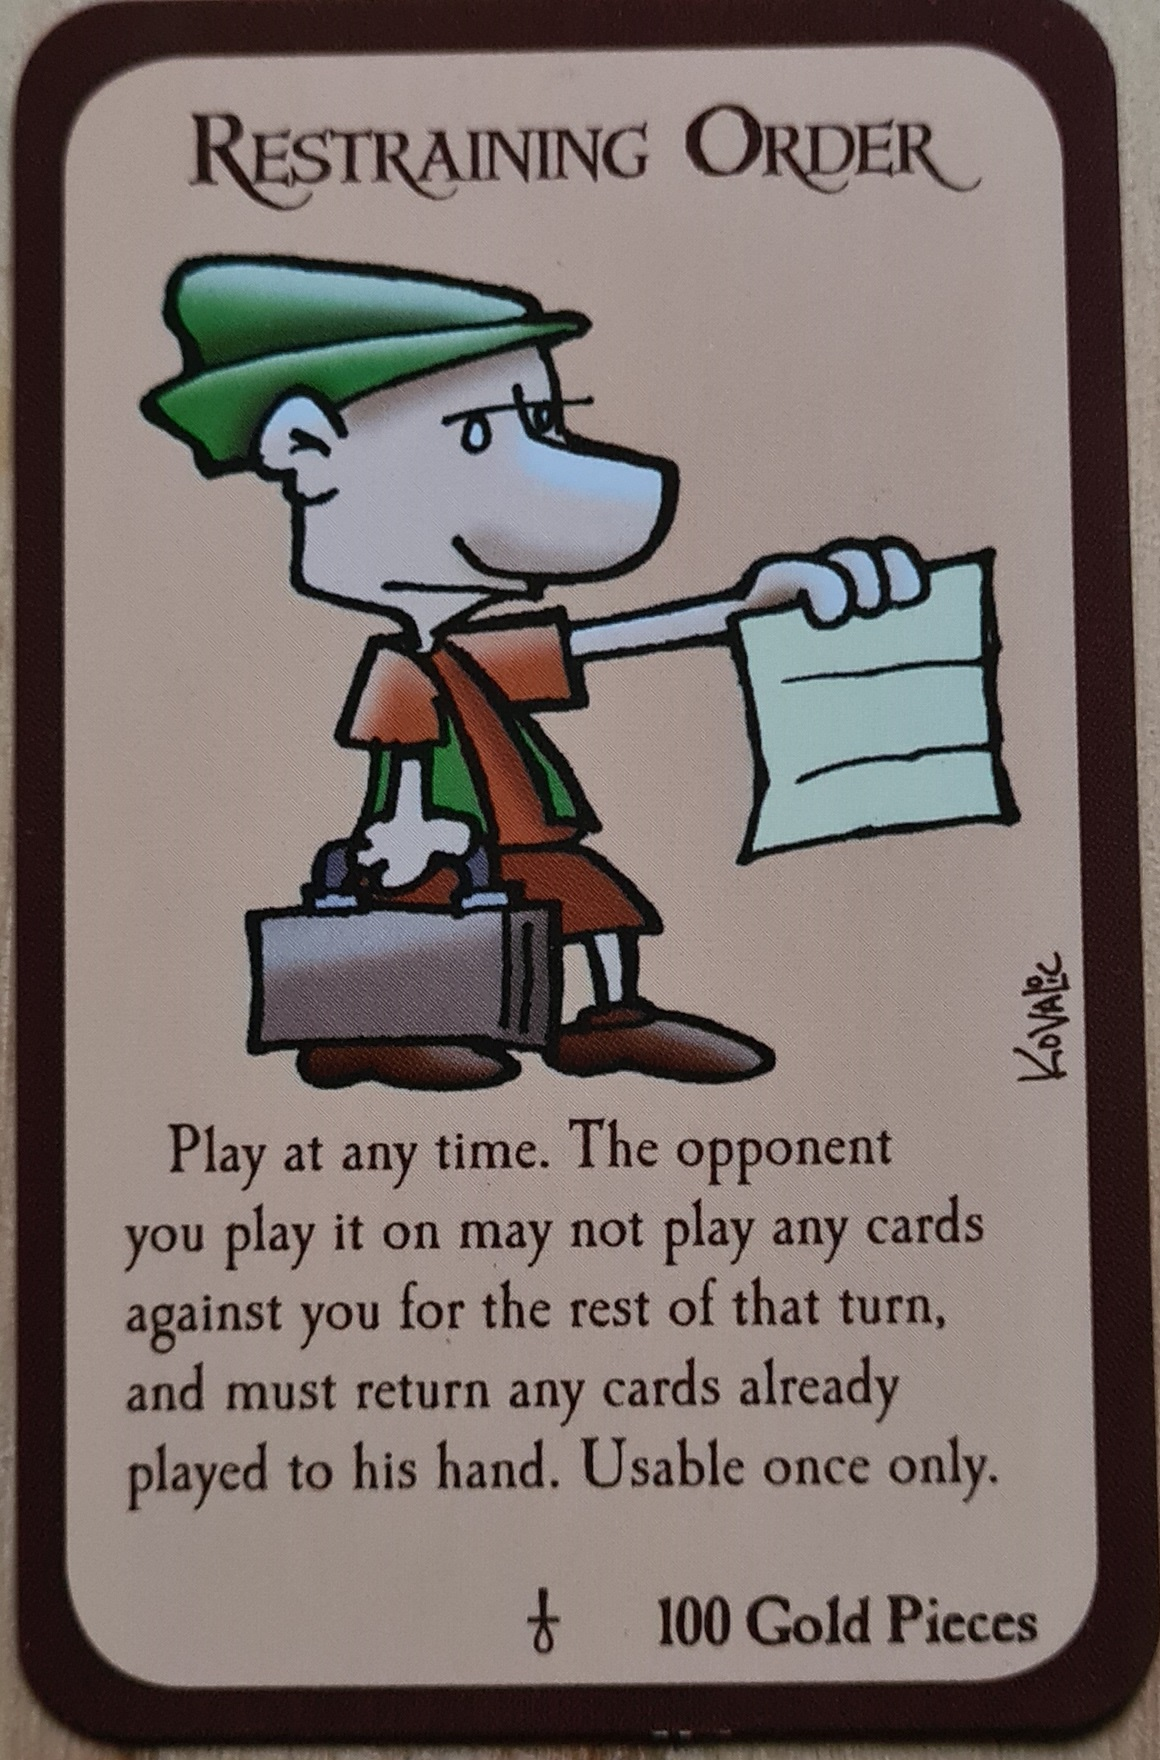 RESTRAINING ORDER
KOVALIC
Play at any time. The opponent
you play it on may not play any cards
against you for the rest of that turn,
and must return any cards already
played to his hand. Usable once only.
100 Gold Pieces